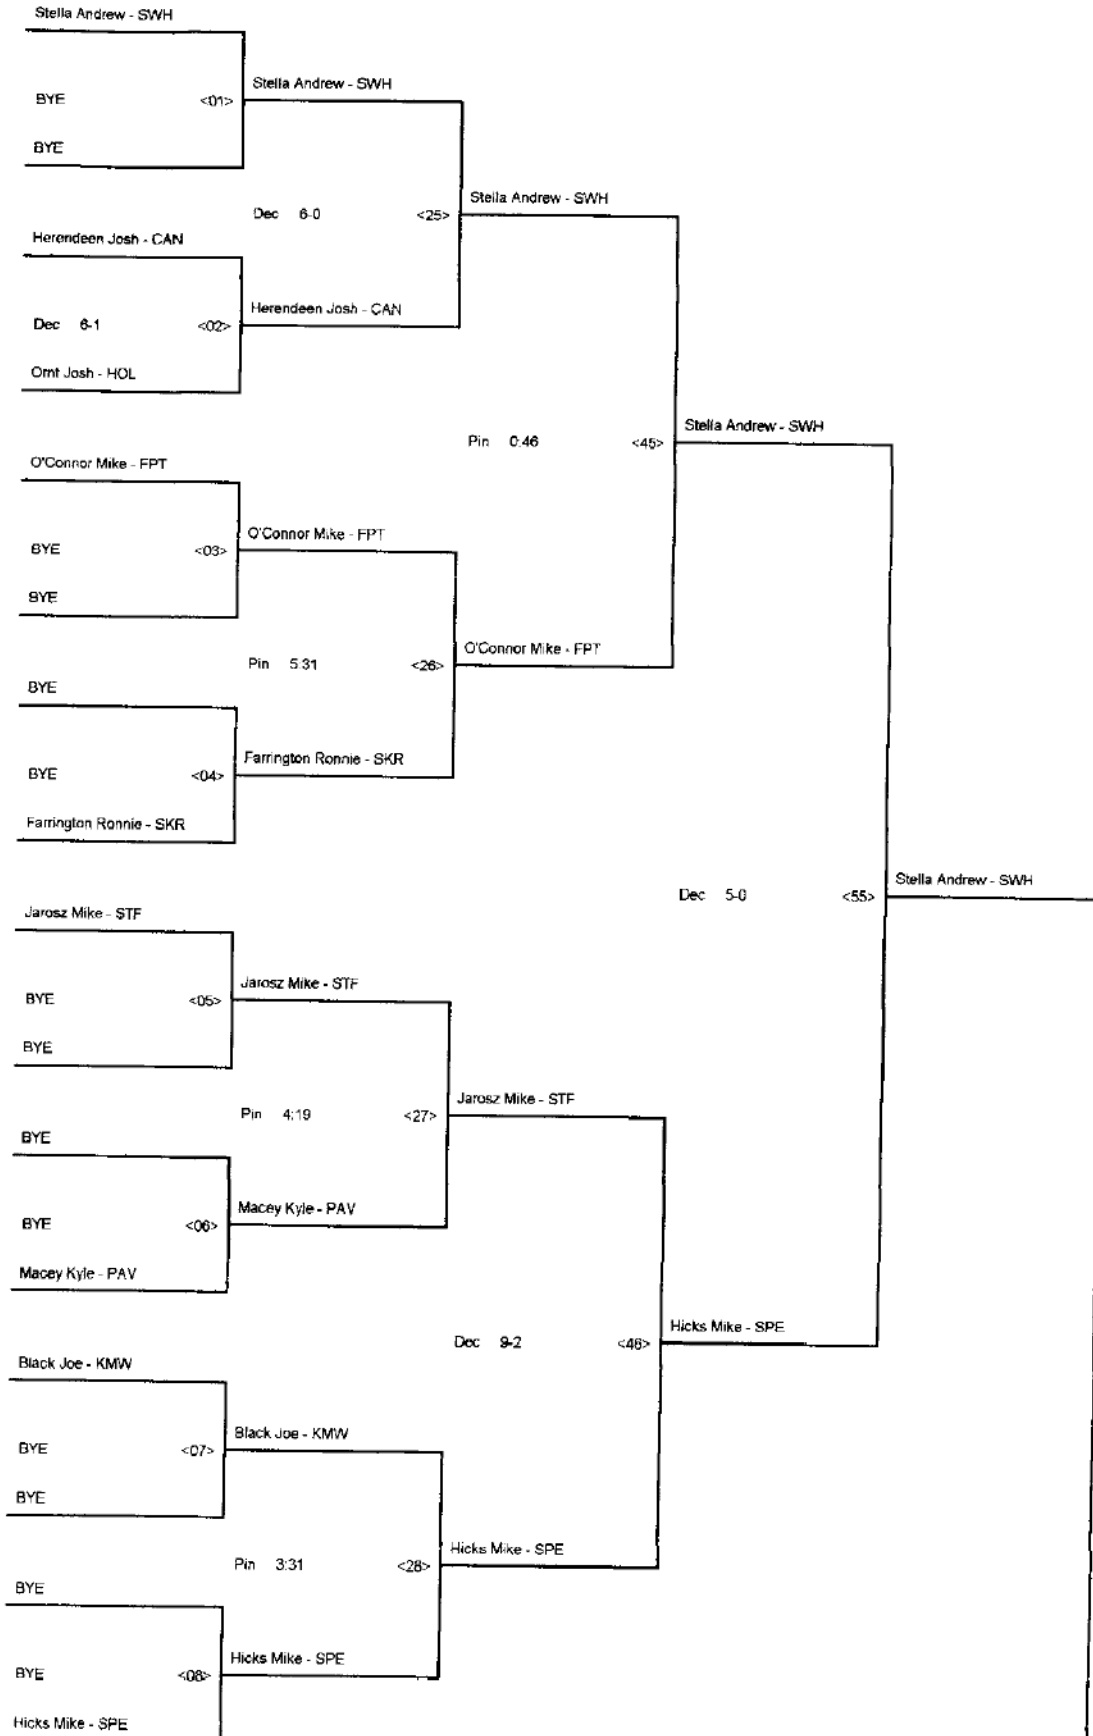 Stella Andrew - SWH
Stella Andrew - SWH
BYE <01>
BYE
Stella Andrew - SWH
Dec 6-0 <25>
Herendeen Josh - CAN
Herendeen Josh - CAN
Dec 6-1 <02>
Ornt Josh - HOL
Stella Andrew - SWH
Pin 0:46 <45>
O'Connor Mike - FPT
O'Connor Mike - FPT
BYE <03>
BYE
O'Connor Mike - FPT
Pin 5:31 <26>
BYE
Farrington Ronnie - SKR
BYE <04>
Farrington Ronnie - SKR
Stella Andrew - SWH
Dec 5-0 <55>
Jarosz Mike - STF
Jarosz Mike - STF
BYE <05>
BYE
Jarosz Mike - STF
Pin 4:19 <27>
BYE
Macey Kyle - PAV
BYE <06>
Macey Kyle - PAV
Hicks Mike - SPE
Dec 9-2 <46>
Black Joe - KMW
Black Joe - KMW
BYE <07>
BYE
Hicks Mike - SPE
Pin 3:31 <28>
BYE
Hicks Mike - SPE
BYE <08>
Hicks Mike - SPE